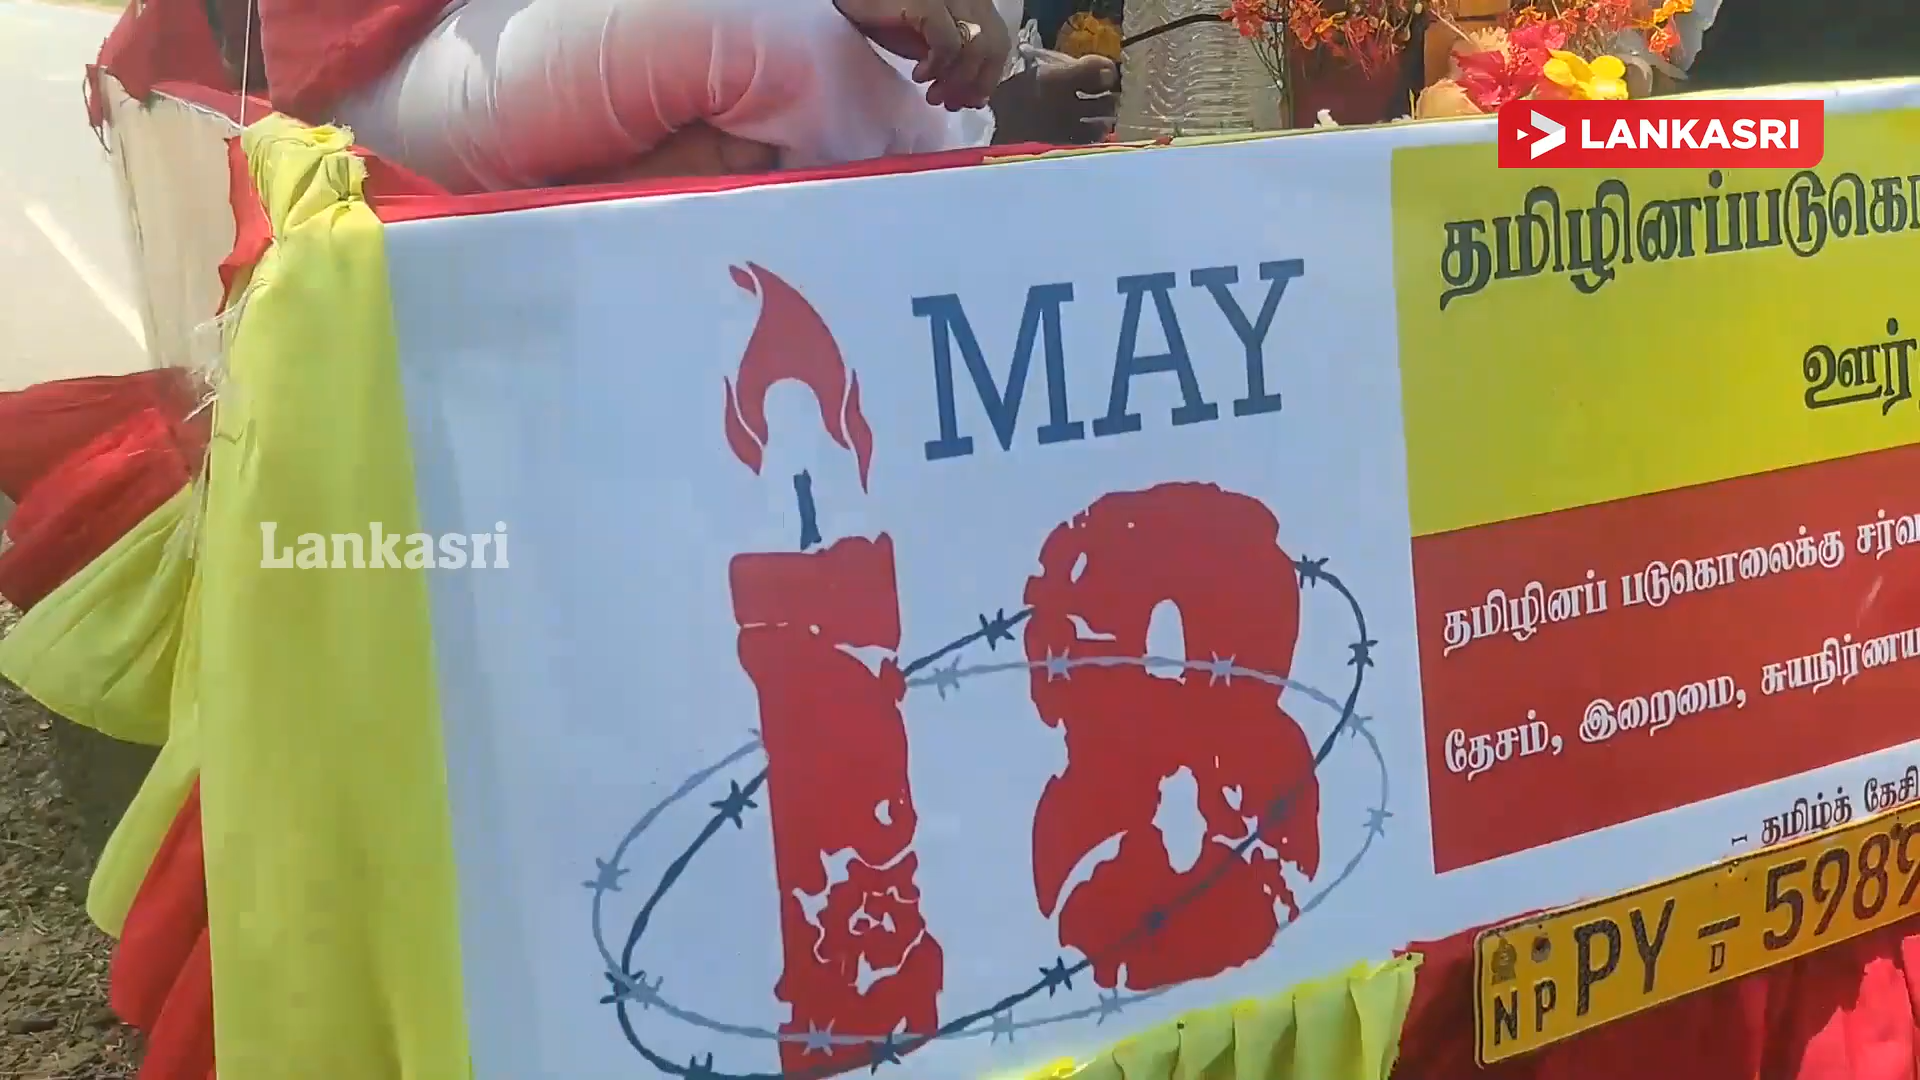 LANKASRI
MAY
18
Lankasri
தமிழினப்படுகொ
ஊர்
தமிழினப் படுகொலைக்கு சர்வ
தேசம், இறைமை, சுயநிர்ணய
- தமிழ்த் தேசி
NP PY - 5989
D